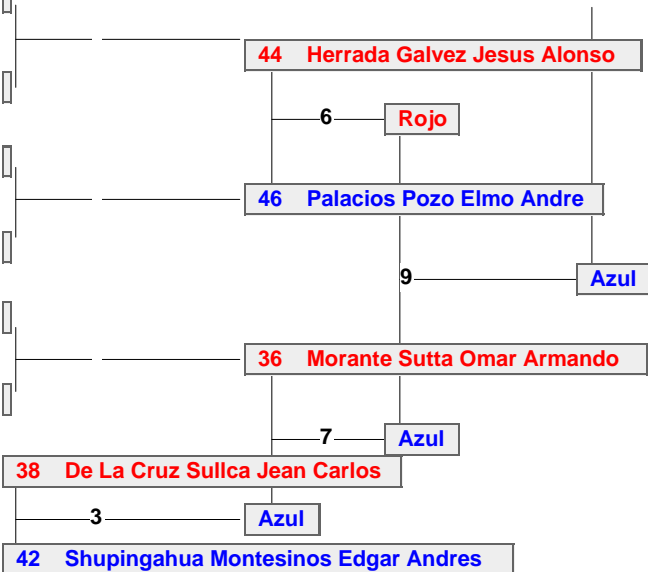 44 Herrada Galvez Jesus Alonso
6 Rojo
46 Palacios Pozo Elmo Andre
9 Azul
36 Morante Sutta Omar Armando
7 Azul
38 De La Cruz Sullca Jean Carlos
3 Azul
42 Shupingahua Montesinos Edgar Andres